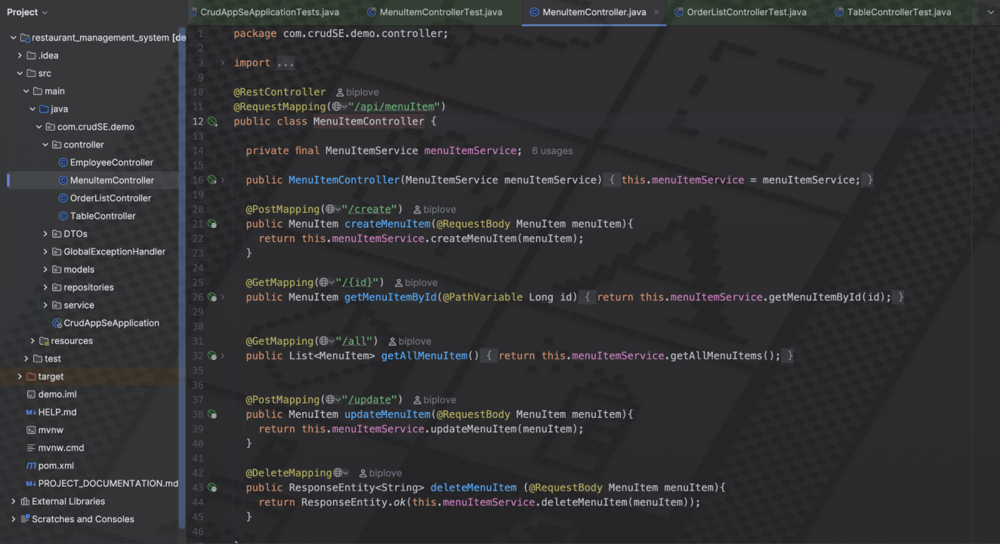 Project
restaurant_management_system [de
.idea
src
main
java
com.crudSE.demo
controller
EmployeeController
MenuItemController
OrderListController
TableController
DTOs
GlobalExceptionHandler
models
repositories
service
CrudAppSeApplication
resources
test
target
demo.iml
HELP.md
mvnw
mvnw.cmd
pom.xml
PROJECT_DOCUMENTATION.md
External Libraries
Scratches and Consoles
CrudAppSeApplicationTests.java MenuItemControllerTest.java MenuItemController.java OrderListControllerTest.java TableControllerTest.java
1 package com.crudSE.demo.controller;
2
3 import ...
9
10 @RestController biplove
11 @RequestMapping("/api/menuItem")
12 public class MenuItemController {
13
14 private final MenuItemService menuItemService; 6 usages
15
16 public MenuItemController(MenuItemService menuItemService) { this.menuItemService = menuItemService; }
19
20 @PostMapping("/create") biplove
21 public MenuItem createMenuItem(@RequestBody MenuItem menuItem){
22 return this.menuItemService.createMenuItem(menuItem);
23 }
24
25 @GetMapping("/{id}") biplove
26 public MenuItem getMenuItemById(@PathVariable Long id) { return this.menuItemService.getMenuItemById(id); }
29
30
31 @GetMapping("/all") biplove
32 public List<MenuItem> getAllMenuItem() { return this.menuItemService.getAllMenuItems(); }
35
36
37 @PostMapping("/update") biplove
38 public MenuItem updateMenuItem(@RequestBody MenuItem menuItem){
39 return this.menuItemService.updateMenuItem(menuItem);
40 }
41
42 @DeleteMapping biplove
43 public ResponseEntity<String> deleteMenuItem (@RequestBody MenuItem menuItem){
44 return ResponseEntity.ok(this.menuItemService.deleteMenuItem(menuItem));
45 }
46